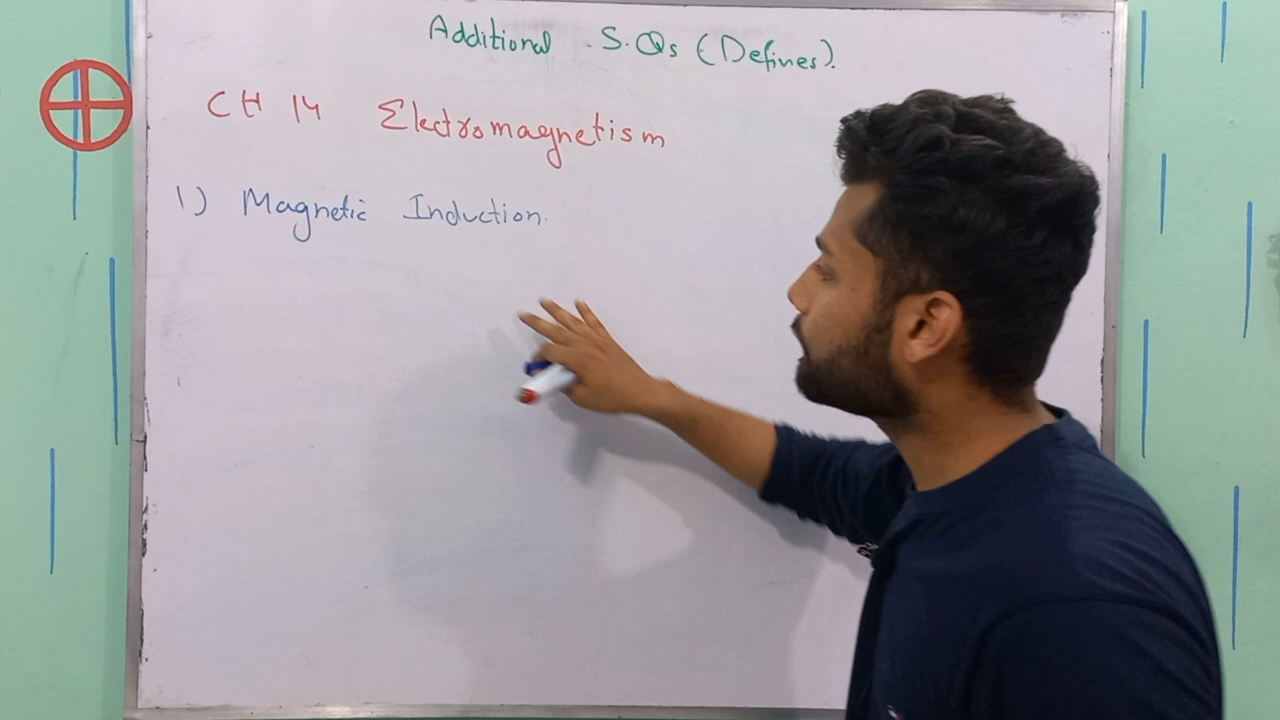 Additional S.Qs (Defines).
CH 14 Electromagnetism
1) Magnetic Induction.